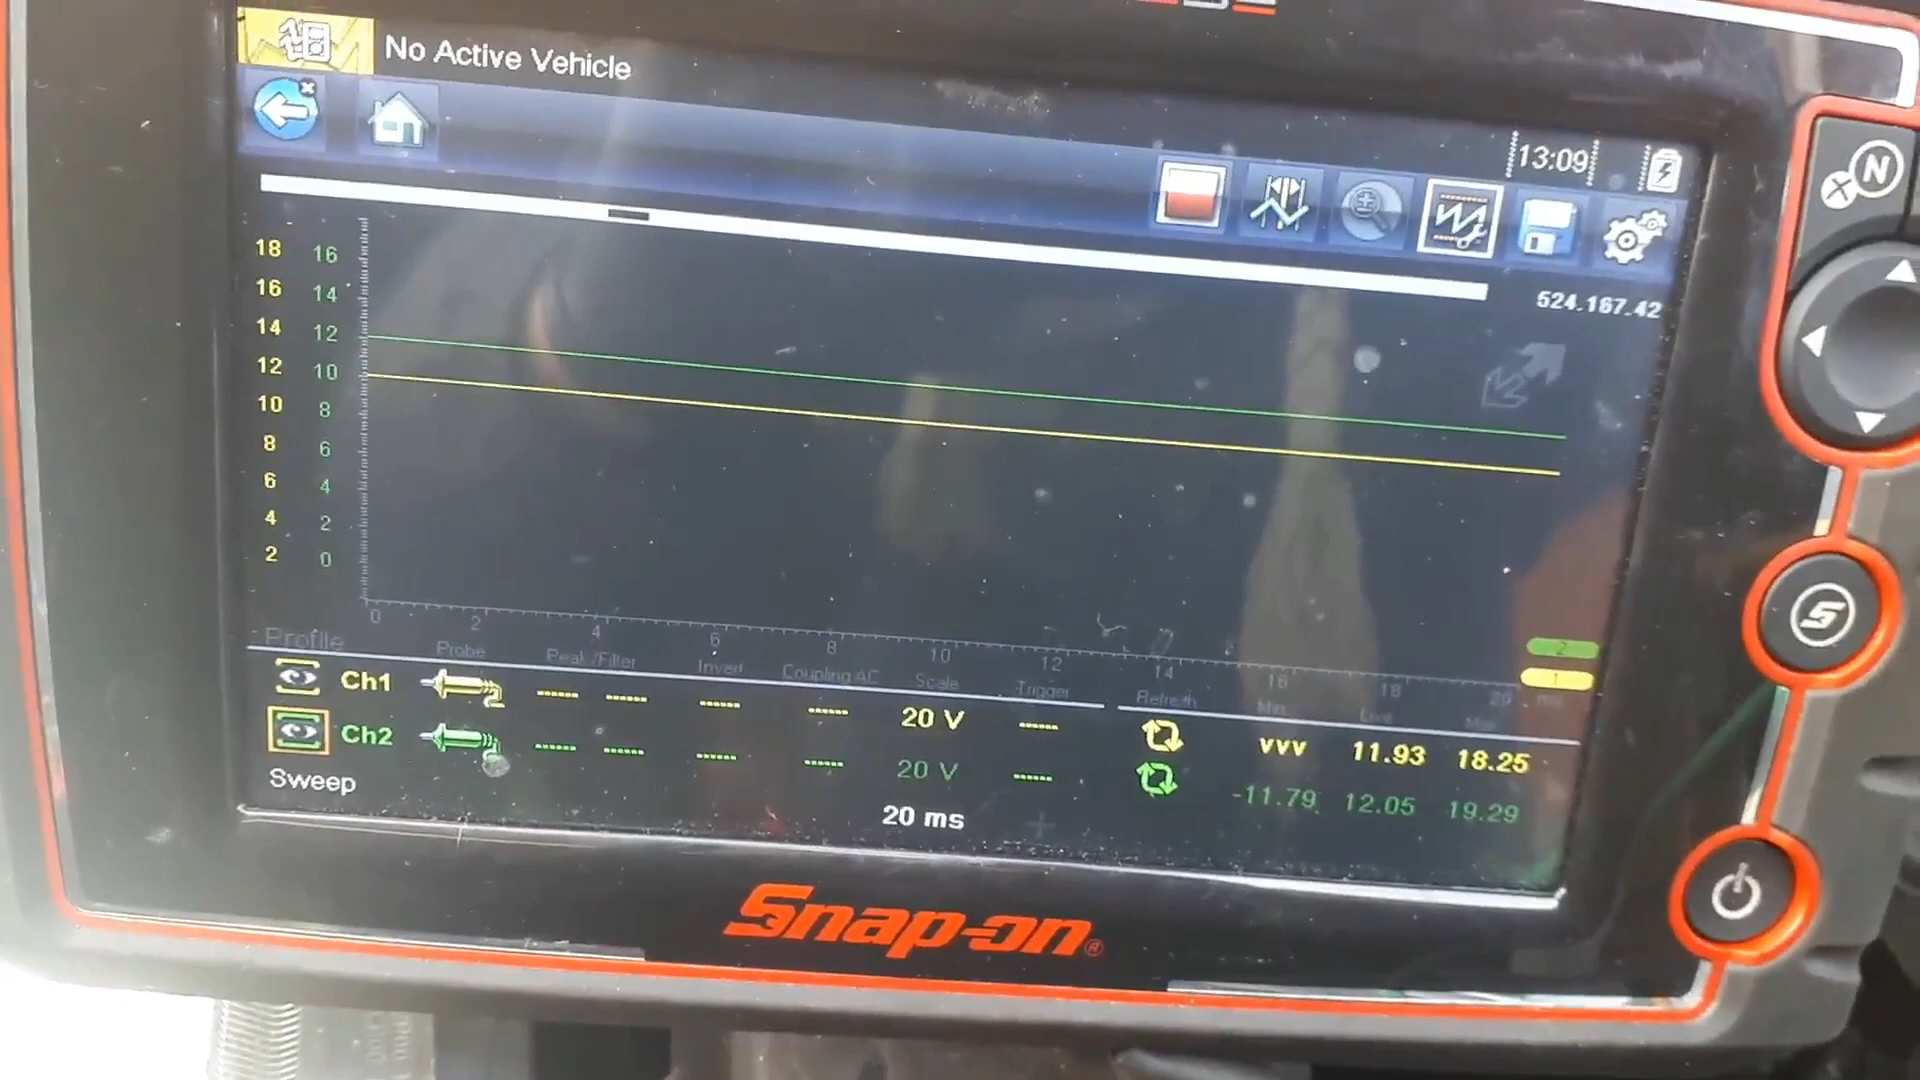 No Active Vehicle
13:09
N
X
524.167.42
18 16
16 14
14 12
12 10
10 8
8 6
6 4
4 2
2 0
0 2 4 6 8 10 12 14 16 18 20 ms
Profile Probe Peak/Filter Invert Coupling AC Scale Trigger Refresh Min Live Max
2
1
Ch1 20 V vvv 11.93 18.25
Ch2 20 V -11.79 12.05 19.29
Sweep 20 ms
S
Snap-on®